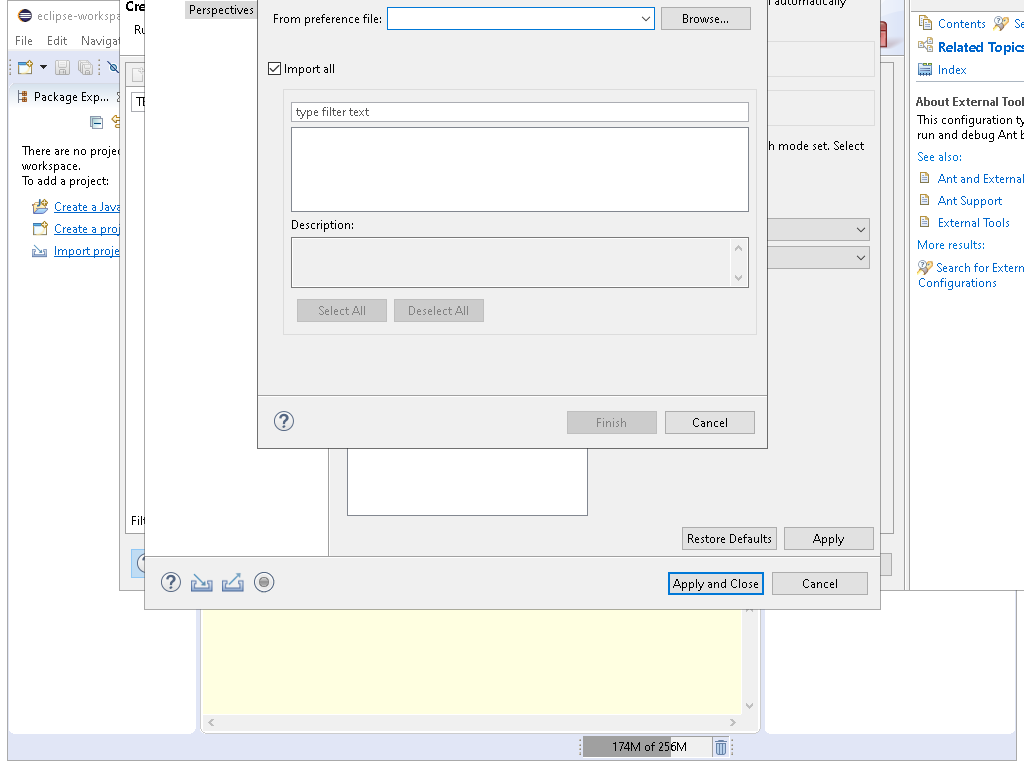 eclipse-workspa
File Edit Navigat
Package Exp...
There are no proje
workspace.
To add a project:
Create a Java
Create a proj
Import proje
Cre
Ru
Filt
Perspectives
From preference file:
Browse...
Import all
type filter text
Description:
Select All
Deselect All
Finish
Cancel
automatically
h mode set. Select
Restore Defaults
Apply
Apply and Close
Cancel
Contents
Se
Related Topics
Index
About External Tool
This configuration ty
run and debug Ant b
See also:
Ant and External
Ant Support
External Tools
More results:
Search for Extern
Configurations
174M of 256M